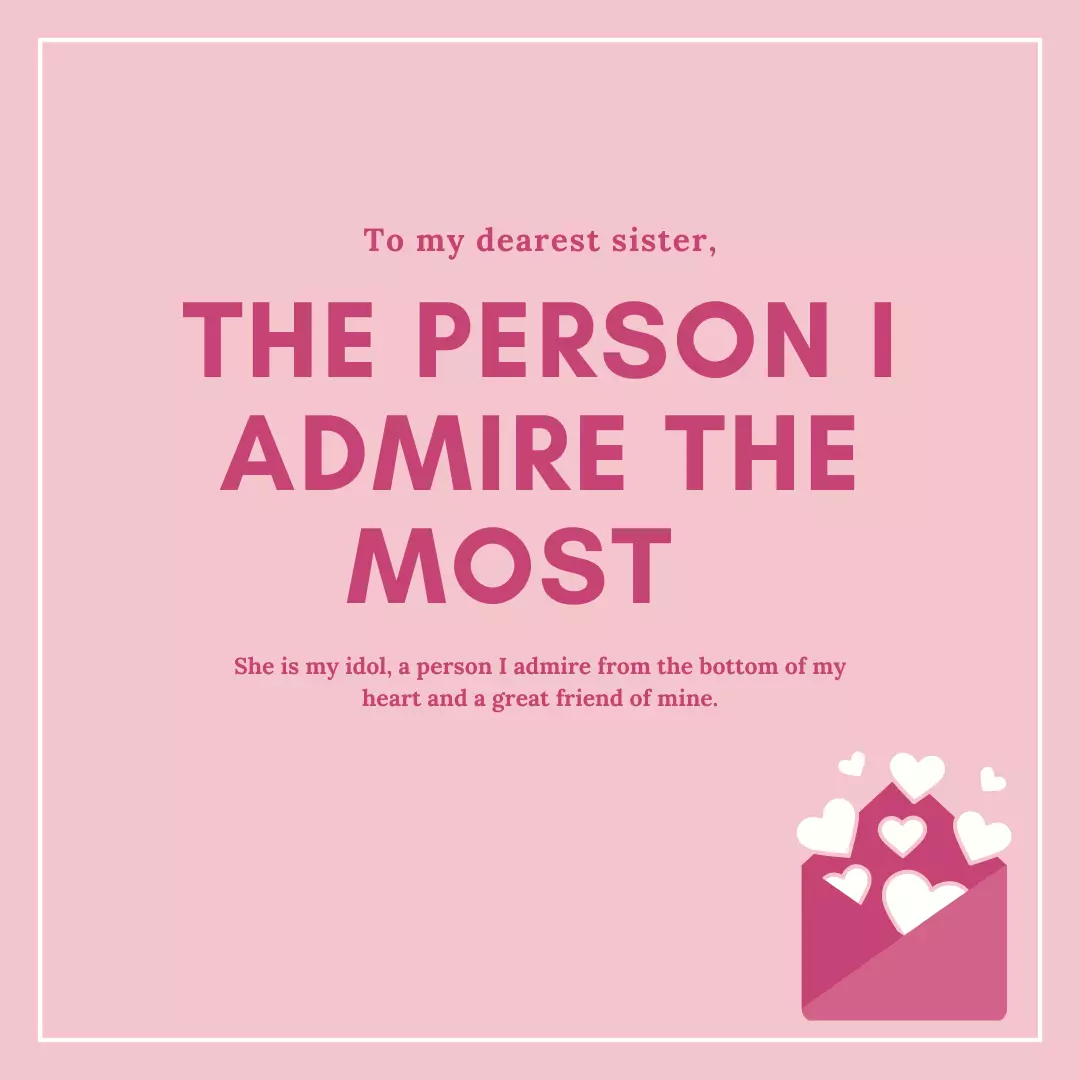 To my dearest sister,
THE PERSON I
ADMIRE THE
MOST
She is my idol, a person I admire from the bottom of my
heart and a great friend of mine.